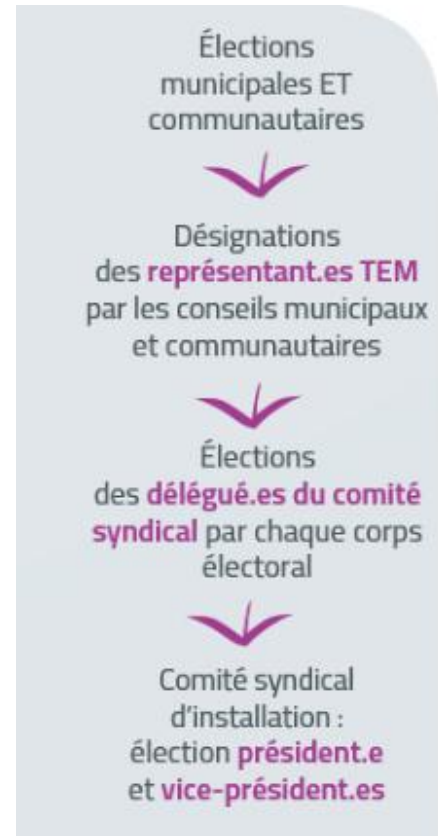 Élections
municipales ET
communautaires
Désignations
des représentant.es TEM
par les conseils municipaux
et communautaires
Élections
des délégué.es du comité
syndical par chaque corps
électoral
Comité syndical
d'installation :
élection président.e
et vice-président.es